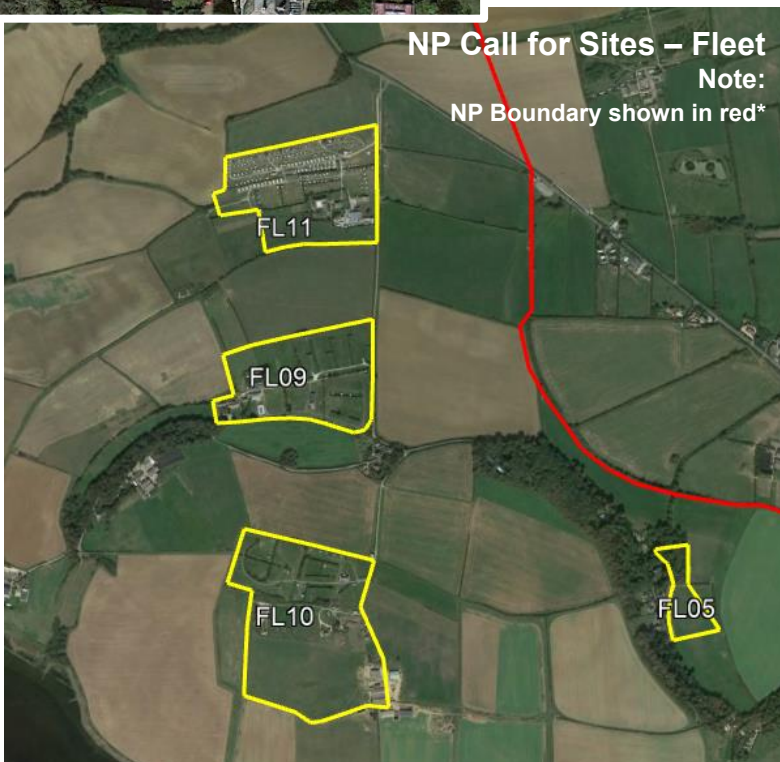 NP Call for Sites – Fleet
Note:
NP Boundary shown in red*
FL11
FL09
FL10
FL05